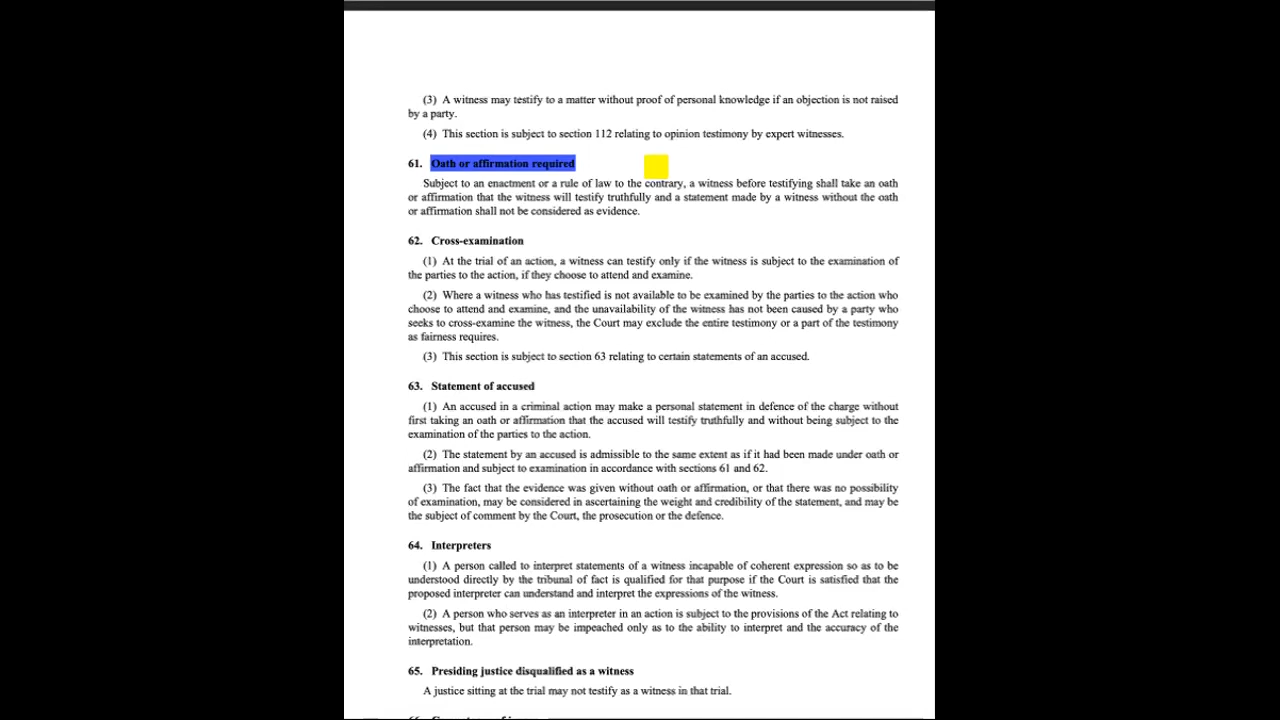 (3) A witness may testify to a matter without proof of personal knowledge if an objection is not raised
by a party.
(4) This section is subject to section 112 relating to opinion testimony by expert witnesses.
61. Oath or affirmation required
Subject to an enactment or a rule of law to the contrary, a witness before testifying shall take an oath
or affirmation that the witness will testify truthfully and a statement made by a witness without the oath
or affirmation shall not be considered as evidence.
62. Cross-examination
(1) At the trial of an action, a witness can testify only if the witness is subject to the examination of
the parties to the action, if they choose to attend and examine.
(2) Where a witness who has testified is not available to be examined by the parties to the action who
choose to attend and examine, and the unavailability of the witness has not been caused by a party who
seeks to cross-examine the witness, the Court may exclude the entire testimony or a part of the testimony
as fairness requires.
(3) This section is subject to section 63 relating to certain statements of an accused.
63. Statement of accused
(1) An accused in a criminal action may make a personal statement in defence of the charge without
first taking an oath or affirmation that the accused will testify truthfully and without being subject to the
examination of the parties to the action.
(2) The statement by an accused is admissible to the same extent as if it had been made under oath or
affirmation and subject to examination in accordance with sections 61 and 62.
(3) The fact that the evidence was given without oath or affirmation, or that there was no possibility
of examination, may be considered in ascertaining the weight and credibility of the statement, and may be
the subject of comment by the Court, the prosecution or the defence.
64. Interpreters
(1) A person called to interpret statements of a witness incapable of coherent expression so as to be
understood directly by the tribunal of fact is qualified for that purpose if the Court is satisfied that the
proposed interpreter can understand and interpret the expressions of the witness.
(2) A person who serves as an interpreter in an action is subject to the provisions of the Act relating to
witnesses, but that person may be impeached only as to the ability to interpret and the accuracy of the
interpretation.
65. Presiding justice disqualified as a witness
A justice sitting at the trial may not testify as a witness in that trial.